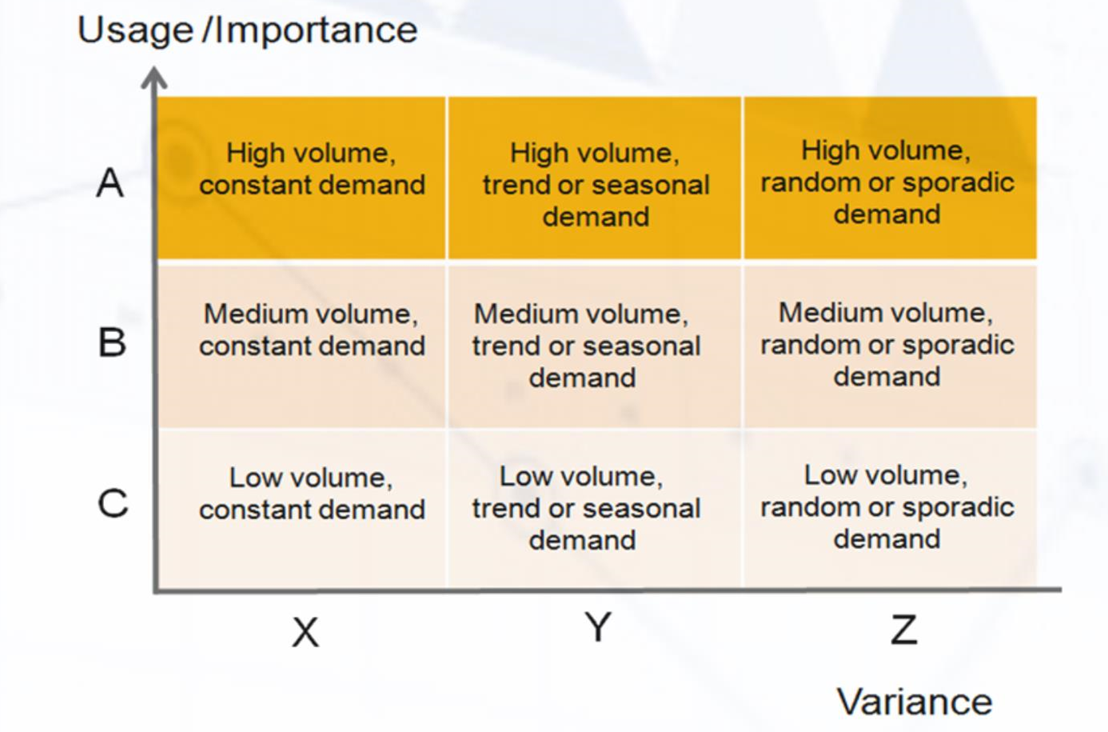 Usage /Importance
A
High volume,
constant demand
High volume,
trend or seasonal
demand
High volume,
random or sporadic
demand
B
Medium volume,
constant demand
Medium volume,
trend or seasonal
demand
Medium volume,
random or sporadic
demand
C
Low volume,
constant demand
Low volume,
trend or seasonal
demand
Low volume,
random or sporadic
demand
X
Y
Z
Variance